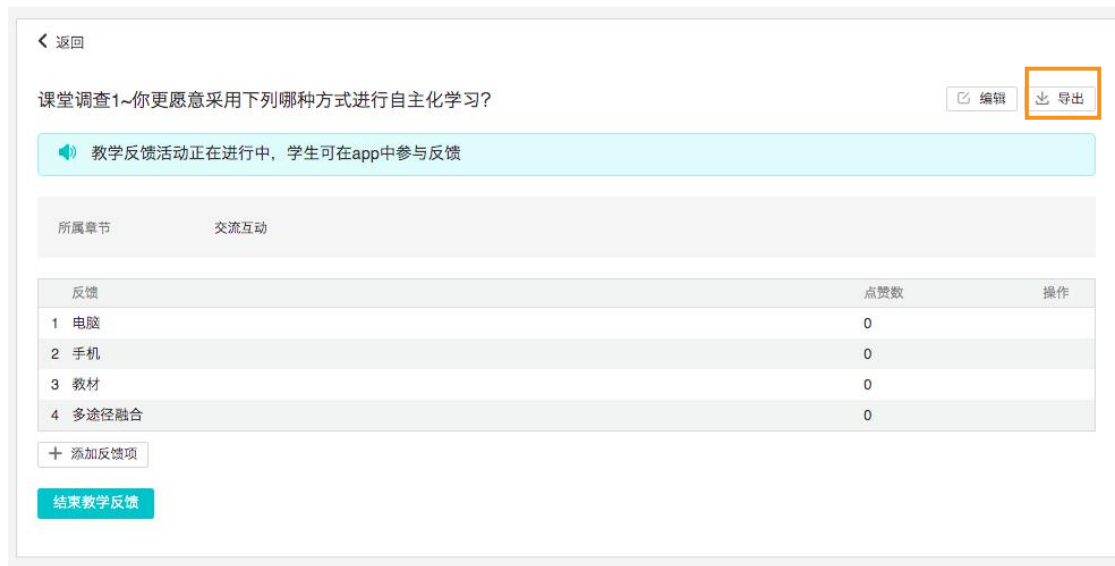 返回
课堂调查1~你更愿意采用下列哪种方式进行自主化学习?
编辑 导出
教学反馈活动正在进行中，学生可在app中参与反馈
所属章节 交流互动
反馈 点赞数 操作
1 电脑 0
2 手机 0
3 教材 0
4 多途径融合 0
添加反馈项
结束教学反馈